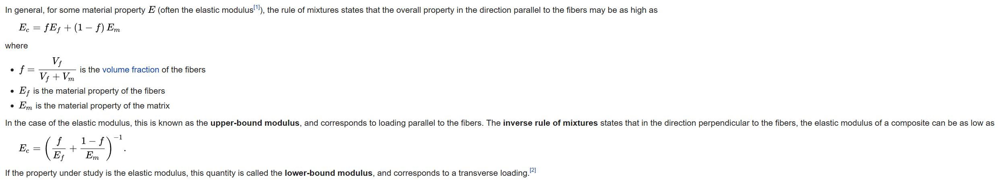 In general, for some material property E (often the elastic modulus[1]), the rule of mixtures states that the overall property in the direction parallel to the fibers may be as high as
E_c = fE_f + (1 − f) E_m
where
• f = \frac{V_f}{V_f + V_m} is the volume fraction of the fibers
• E_f is the material property of the fibers
• E_m is the material property of the matrix
In the case of the elastic modulus, this is known as the upper-bound modulus, and corresponds to loading parallel to the fibers. The inverse rule of mixtures states that in the direction perpendicular to the fibers, the elastic modulus of a composite can be as low as
E_c = \left( \frac{f}{E_f} + \frac{1 − f}{E_m} \right)^{−1}.
If the property under study is the elastic modulus, this quantity is called the lower-bound modulus, and corresponds to a transverse loading.[2]